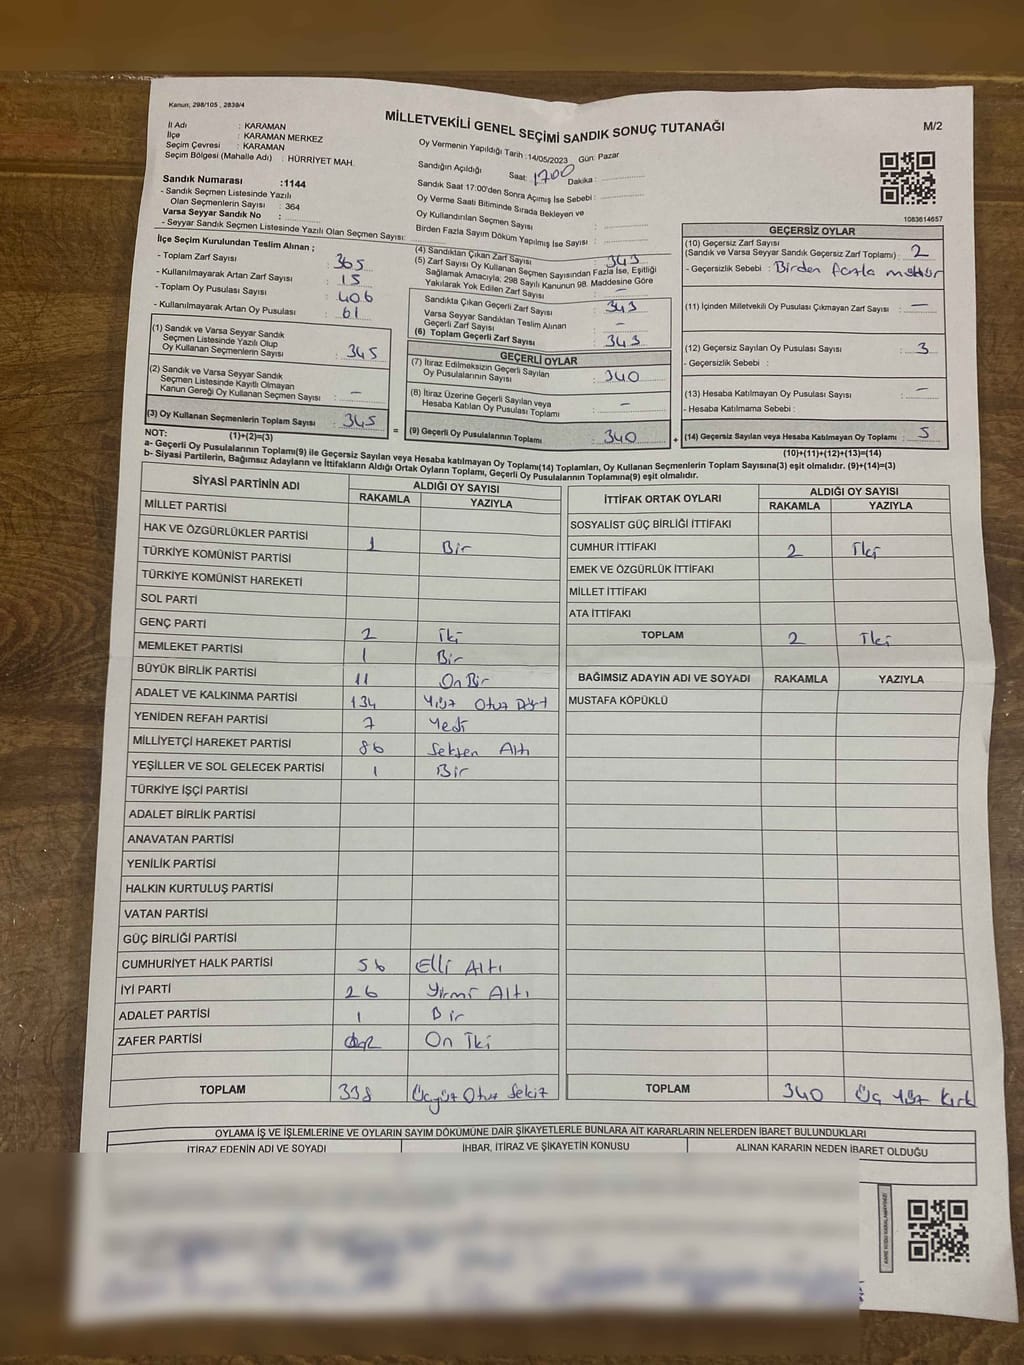 Kanun, 298/105 , 2839/4
MİLLETVEKİLİ GENEL SEÇİMİ SANDIK SONUÇ TUTANAĞI
M/2
İl Adı : KARAMAN
İlçe : KARAMAN MERKEZ
Seçim Çevresi : KARAMAN
Seçim Bölgesi (Mahalle Adı) : HÜRRİYET MAH.
Sandık Numarası :1144
- Sandık Seçmen Listesinde Yazılı
Olan Seçmenlerin Sayısı : 364
Varsa Seyyar Sandık No :
- Seyyar Sandık Seçmen Listesinde Yazılı Olan Seçmen Sayısı:
Oy Vermenin Yapıldığı Tarih :14/05/2023 Gün: Pazar
Sandığın Açıldığı Saat: 1700 Dakika :
Sandık Saat 17:00'den Sonra Açımış İse Sebebi :
Oy Verme Saati Bitiminde Sırada Bekleyen ve
Oy Kullandırılan Seçmen Sayısı :
Birden Fazla Sayım Döküm Yapılmış İse Sayısı :
1083614657
İlçe Seçim Kurulundan Teslim Alınan ;
- Toplam Zarf Sayısı : 365
- Kullanılmayarak Artan Zarf Sayısı : 15
- Toplam Oy Pusulası Sayısı : 406
- Kullanılmayarak Artan Oy Pusulası : 61
(1) Sandık ve Varsa Seyyar Sandık
Seçmen Listesinde Yazılı Olup
Oy Kullanan Seçmenlerin Sayısı : 345
(2) Sandık ve Varsa Seyyar Sandık
Seçmen Listesinde Kayıtlı Olmayan
Kanun Gereği Oy Kullanan Seçmen Sayısı : -
(3) Oy Kullanan Seçmenlerin Toplam Sayısı : 345
(1)+(2)=(3)
(4) Sandıktan Çıkan Zarf Sayısı : 343
(5) Zarf Sayısı Oy Kullanan Seçmen Sayısından Fazla İse, Eşitliği
Sağlamak Amacıyla; 298 Sayılı Kanunun 98. Maddesine Göre
Yakılarak Yok Edilen Zarf Sayısı : -
Sandıkta Çıkan Geçerli Zarf Sayısı : 343
Varsa Seyyar Sandıktan Teslim Alınan
Geçerli Zarf Sayısı : -
(6) Toplam Geçerli Zarf Sayısı : 343
GEÇERLİ OYLAR
(7) İtiraz Edilmeksizin Geçerli Sayılan
Oy Pusulalarının Sayısı : 340
(8) İtiraz Üzerine Geçerli Sayılan veya
Hesaba Katılan Oy Pusulası Toplamı : -
= (9) Geçerli Oy Pusulalarının Toplamı : 340
GEÇERSİZ OYLAR
(10) Geçersiz Zarf Sayısı
(Sandık ve Varsa Seyyar Sandık Geçersiz Zarf Toplamı) : 2
- Geçersizlik Sebebi : Birden fazla mühür
(11) İçinden Milletvekili Oy Pusulası Çıkmayan Zarf Sayısı : -
(12) Geçersiz Sayılan Oy Pusulası Sayısı : 3
- Geçersizlik Sebebi :
(13) Hesaba Katılmayan Oy Pusulası Sayısı : -
- Hesaba Katılmama Sebebi :
+ (14) Geçersiz Sayılan veya Hesaba Katılmayan Oy Toplamı : 5
(10)+(11)+(12)+(13)=(14)
NOT:
a- Geçerli Oy Pusulalarının Toplamı(9) ile Geçersiz Sayılan veya Hesaba katılmayan Oy Toplam(14) Toplamları, Oy Kullanan Seçmenlerin Toplam Sayısına(3) eşit olmalıdır. (9)+(14)=(3)
b- Siyasi Partilerin, Bağımsız Adayların ve İttifakların Aldığı Ortak Oyların Toplamı, Geçerli Oy Pusulalarının Toplamına(9) eşit olmalıdır.
SİYASİ PARTİNİN ADI ALDIĞI OY SAYISI
RAKAMLA YAZIYLA
MİLLET PARTİSİ
HAK VE ÖZGÜRLÜKLER PARTİSİ 1 Bir
TÜRKİYE KOMÜNİST PARTİSİ
TÜRKİYE KOMÜNİST HAREKETİ
SOL PARTİ
GENÇ PARTİ 2 İki
MEMLEKET PARTİSİ 1 Bir
BÜYÜK BİRLİK PARTİSİ 11 On Bir
ADALET VE KALKINMA PARTİSİ 134 Yüz Otuz Dört
YENİDEN REFAH PARTİSİ 7 Yedi
MİLLİYETÇİ HAREKET PARTİSİ 86 Seksen Altı
YEŞİLLER VE SOL GELECEK PARTİSİ 1 Bir
TÜRKİYE İŞÇİ PARTİSİ
ADALET BİRLİK PARTİSİ
ANAVATAN PARTİSİ
YENİLİK PARTİSİ
HALKIN KURTULUŞ PARTİSİ
VATAN PARTİSİ
GÜÇ BİRLİĞİ PARTİSİ
CUMHURİYET HALK PARTİSİ 56 Elli Altı
İYİ PARTİ 26 Yirmi Altı
ADALET PARTİSİ 1 Bir
ZAFER PARTİSİ On İki
TOPLAM 338 Üçyüz Otuz Sekiz
İTTİFAK ORTAK OYLARI ALDIĞI OY SAYISI
RAKAMLA YAZIYLA
SOSYALİST GÜÇ BİRLİĞİ İTTİFAKI
CUMHUR İTTİFAKI 2 İki
EMEK VE ÖZGÜRLÜK İTTİFAKI
MİLLET İTTİFAKI
ATA İTTİFAKI
TOPLAM 2 İki
BAĞIMSIZ ADAYIN ADI VE SOYADI RAKAMLA YAZIYLA
MUSTAFA KÖPÜKLÜ
TOPLAM 340 Üç Yüz Kırk
OYLAMA İŞ VE İŞLEMLERİNE VE OYLARIN SAYIM DÖKÜMÜNE DAİR ŞİKAYETLERLE BUNLARA AİT KARARLARIN NELERDEN İBARET BULUNDUKLARI
İTİRAZ EDENİN ADI VE SOYADI İHBAR, İTİRAZ VE ŞİKAYETİN KONUSU ALINAN KARARIN NEDEN İBARET OLDUĞU